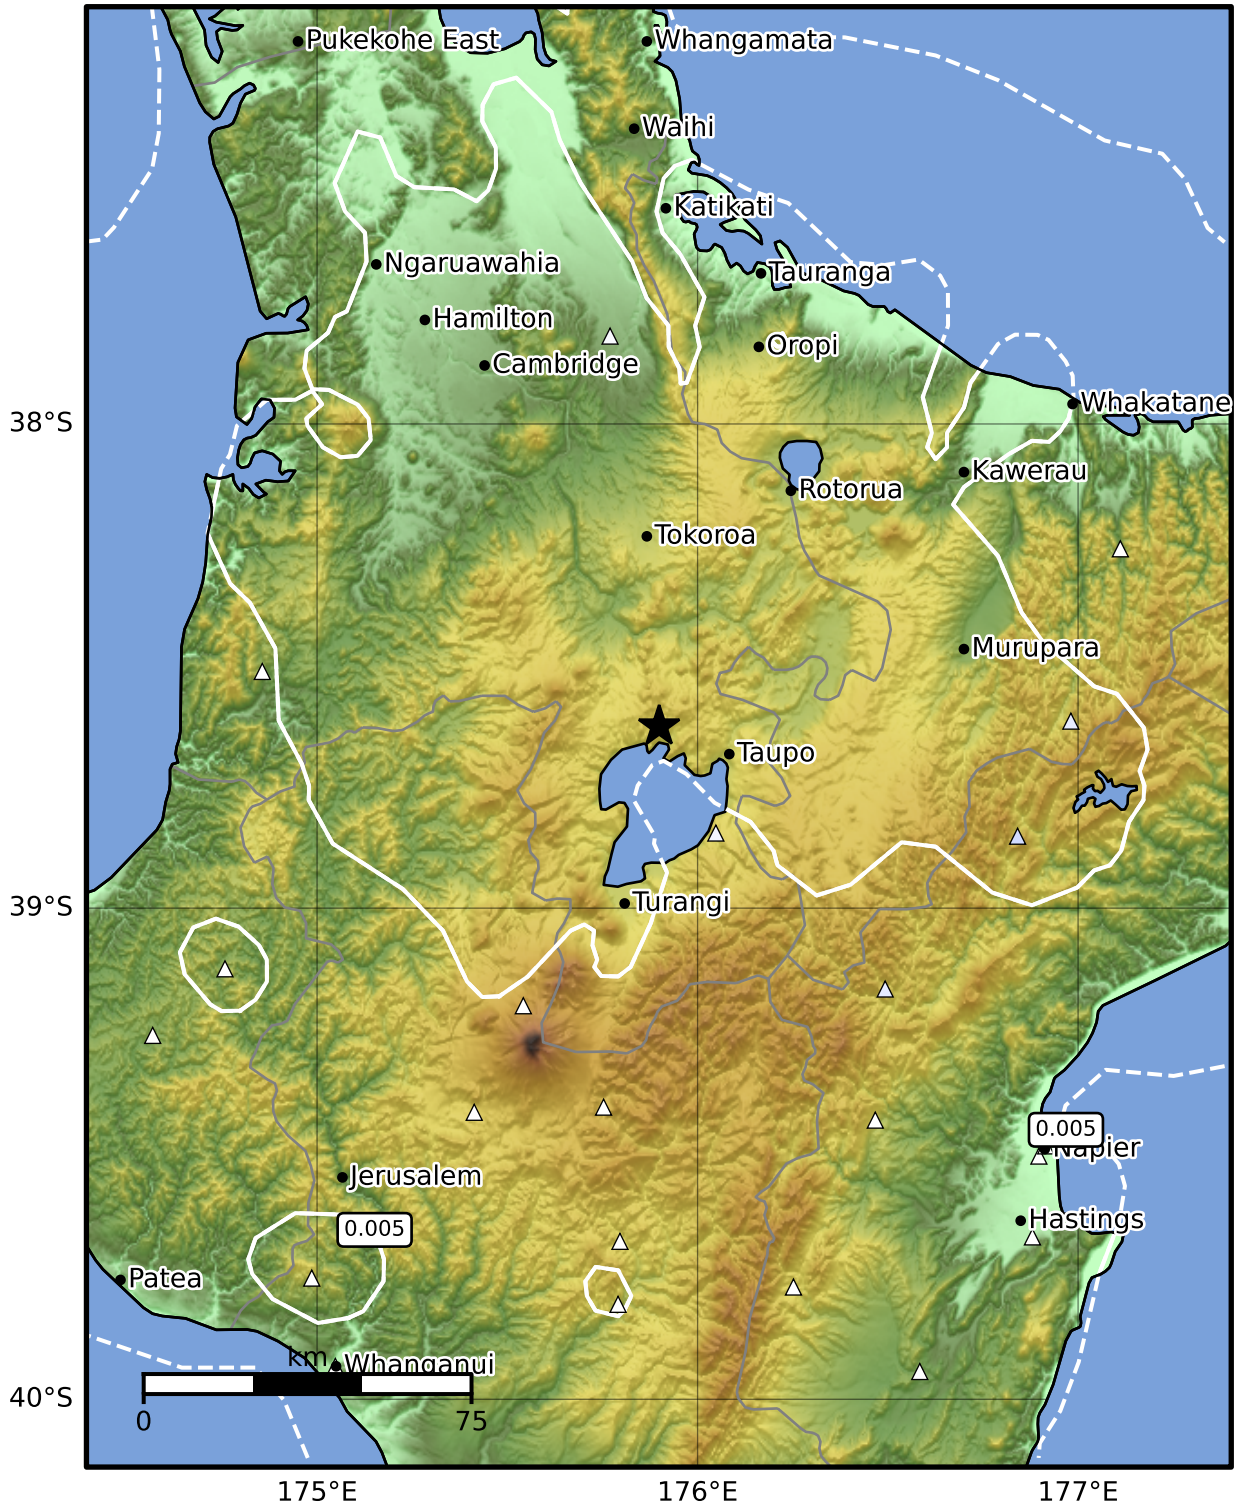 Pukekohe East
Whangamata
Waihi
Katikati
Ngaruawahia
Tauranga
Hamilton
Oropi
Cambridge
Whakatane
38°S
Kawerau
Rotorua
Tokoroa
Murupara
Taupo
39°S
Turangi
0.005
Napier
Jerusalem
Hastings
0.005
Patea
km
Whanganui
40°S
0
75
175°E
176°E
177°E